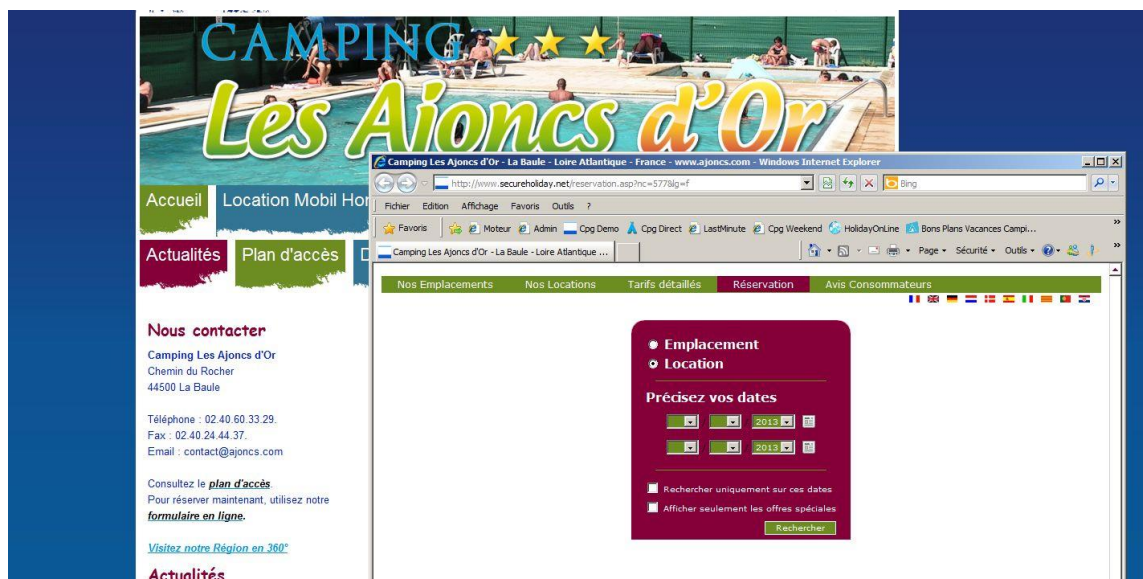 CAMPING
Les Ajoncs d'Or
Accueil
Location Mobil Hor
Actualités
Plan d'accès
D
Nous contacter
Camping Les Ajoncs d'Or
Chemin du Rocher
44500 La Baule
Téléphone : 02.40.60.33.29.
Fax : 02.40.24.44.37.
Email : contact@ajoncs.com
Consultez le plan d'accès.
Pour réserver maintenant, utilisez notre
formulaire en ligne.
Visitez notre Région en 360°
Actualités
Camping Les Ajoncs d'Or - La Baule - Loire Atlantique - France - www.ajoncs.com - Windows Internet Explorer
http://www.secureholiday.net/reservation.asp?nc=577&lg=f
Bing
Fichier Edition Affichage Favoris Outils ?
Favoris Moteur Admin Cpg Demo Cpg Direct LastMinute Cpg Weekend HolidayOnLine Bons Plans Vacances Campi... »
Camping Les Ajoncs d'Or - La Baule - Loire Atlantique ...
Page Sécurité Outils »
Nos Emplacements Nos Locations Tarifs détaillés Réservation Avis Consommateurs
Emplacement
Location
Précisez vos dates
2013
2013
Rechercher uniquement sur ces dates
Afficher seulement les offres spéciales
Rechercher